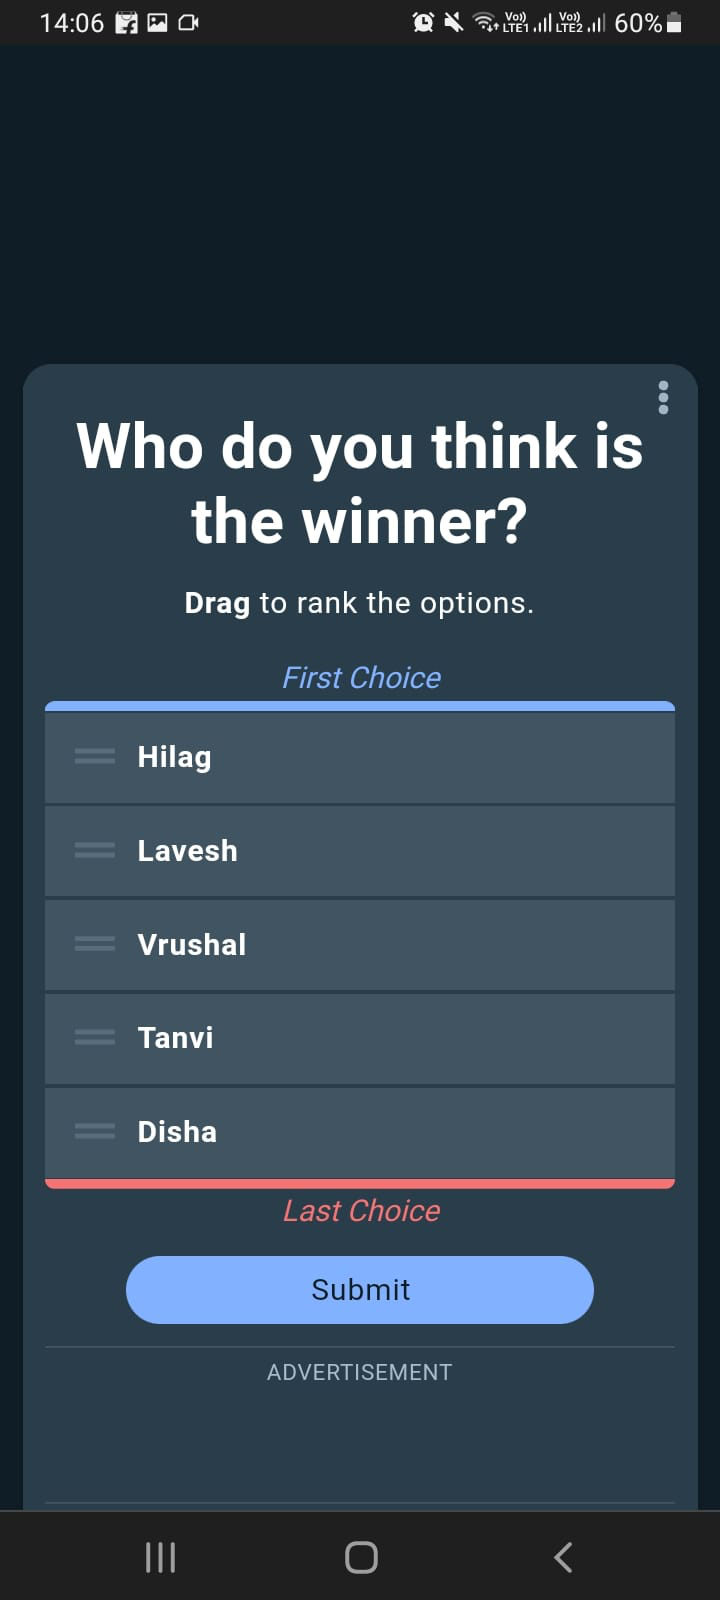 14:06 Vo)) LTE1 Vo)) LTE2 60%
Who do you think is
the winner?
Drag to rank the options.
First Choice
Hilag
Lavesh
Vrushal
Tanvi
Disha
Last Choice
Submit
ADVERTISEMENT